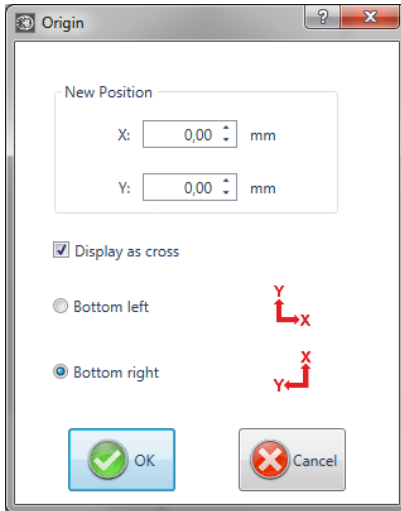 Origin
?
New Position
X: 0,00 mm
Y: 0,00 mm
Display as cross
Y
Bottom left
X
X
Bottom right
Y
OK Cancel